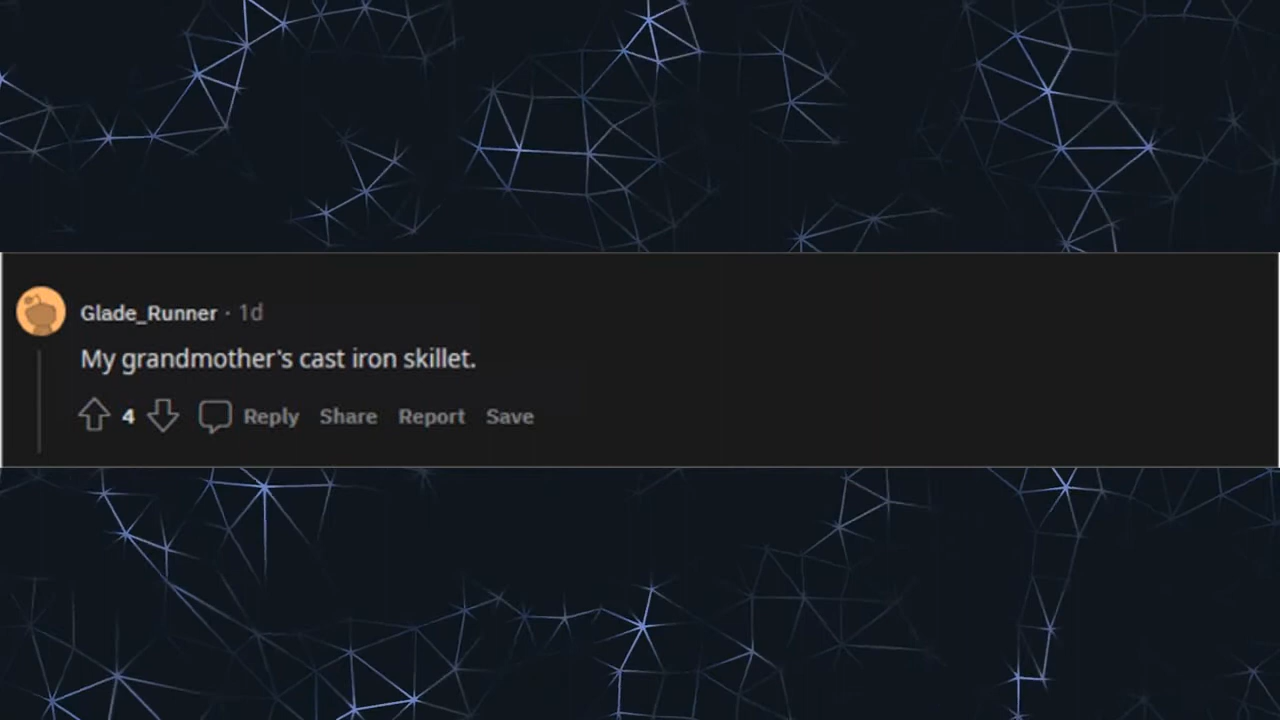 Glade_Runner · 1d
My grandmother's cast iron skillet.
4 Reply Share Report Save